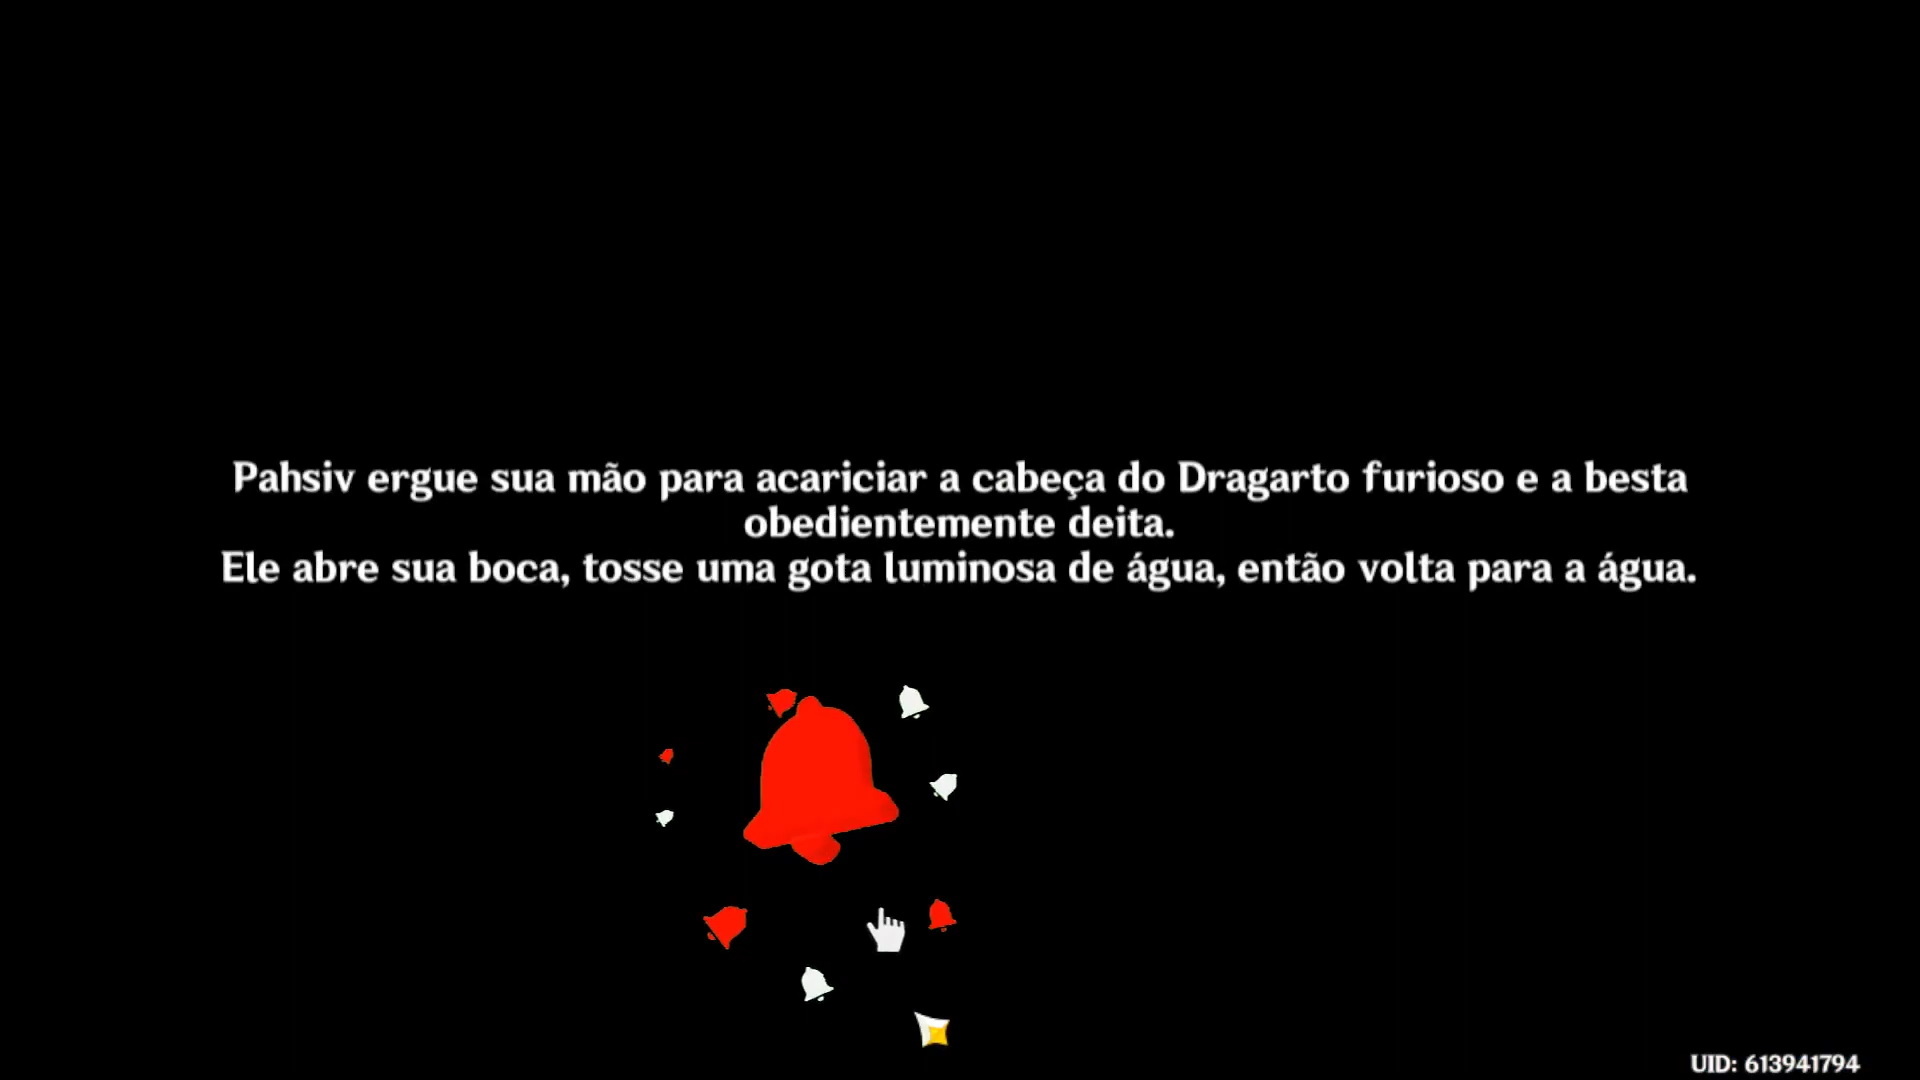 Pahsiv ergue sua mão para acariciar a cabeça do Dragarto furioso e a besta
obedientemente deita.
Ele abre sua boca, tosse uma gota luminosa de água, então volta para a água.
UID: 613941794